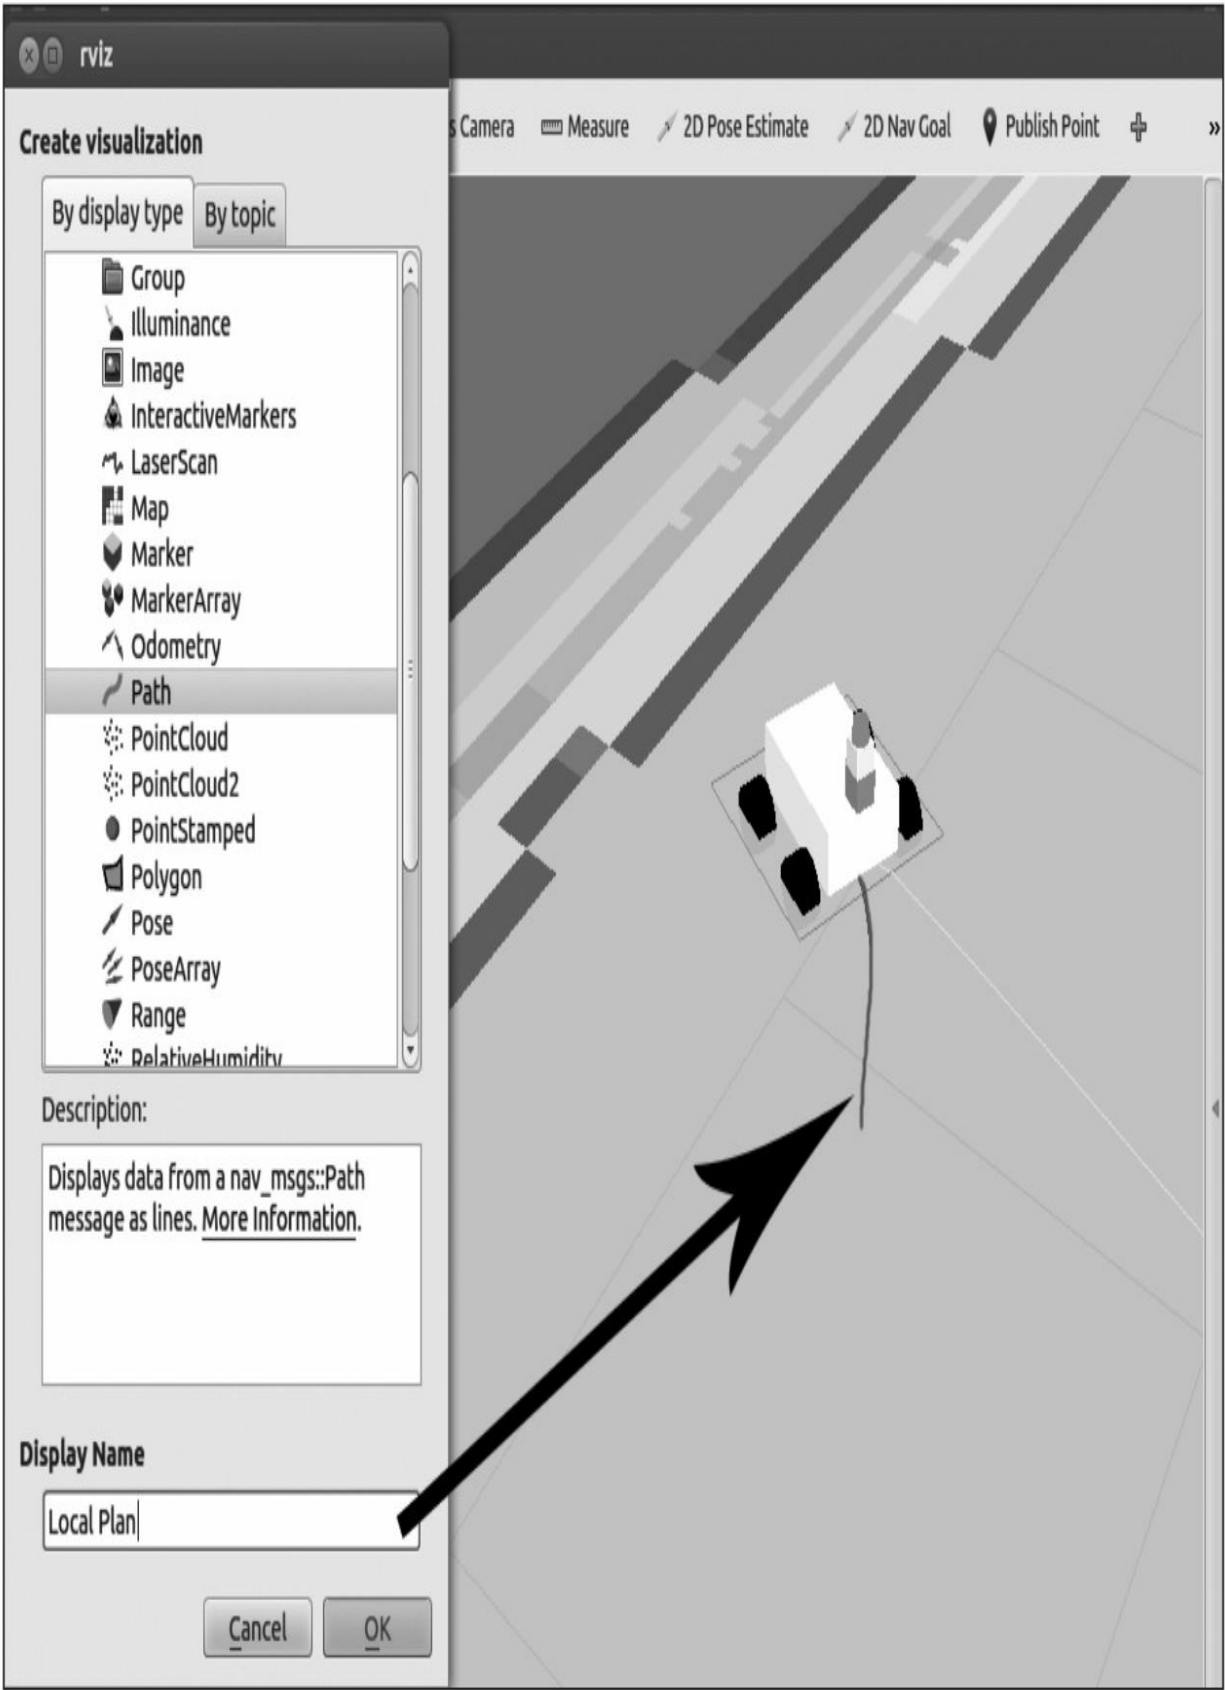 rviz
s Camera
Measure
2D Pose Estimate
2D Nav Goal
Publish Point
»
Create visualization
By display type
By topic
Group
Illuminance
Image
InteractiveMarkers
LaserScan
Map
Marker
MarkerArray
Odometry
Path
PointCloud
PointCloud2
PointStamped
Polygon
Pose
PoseArray
Range
RelativeHumidity
Description:
Displays data from a nav_msgs::Path
message as lines. More Information.
Display Name
Local Plan
Cancel
OK